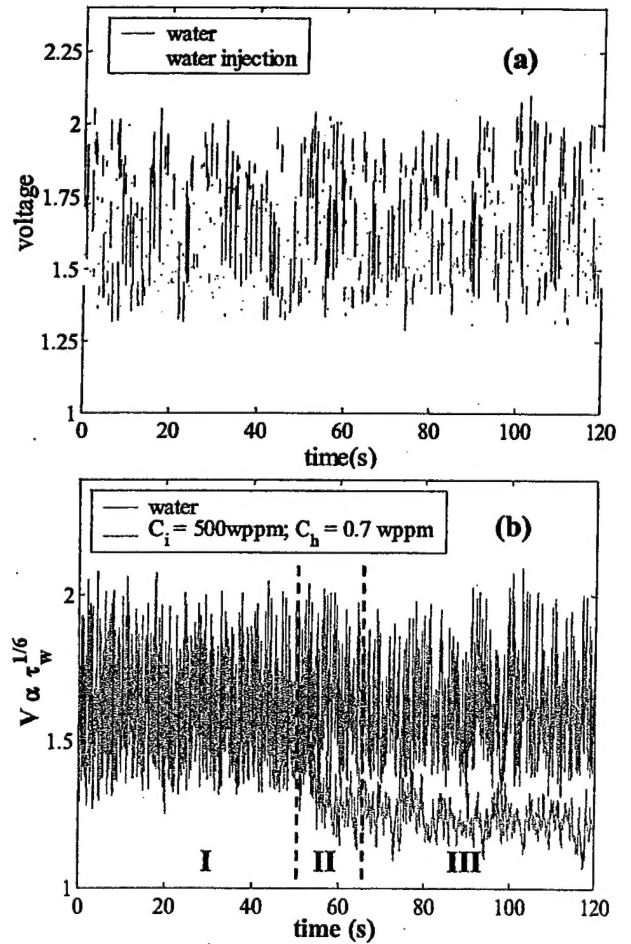 water
water injection
(a)
2.25
2
1.75
1.5
1.25
1
voltage
0 20 40 60 80 100 120
time(s)
water
C_i = 500wppm; C_h = 0.7 wppm
(b)
2
1.5
1
V α τ_w^1/6
I II III
0 20 40 60 80 100 120
time (s)